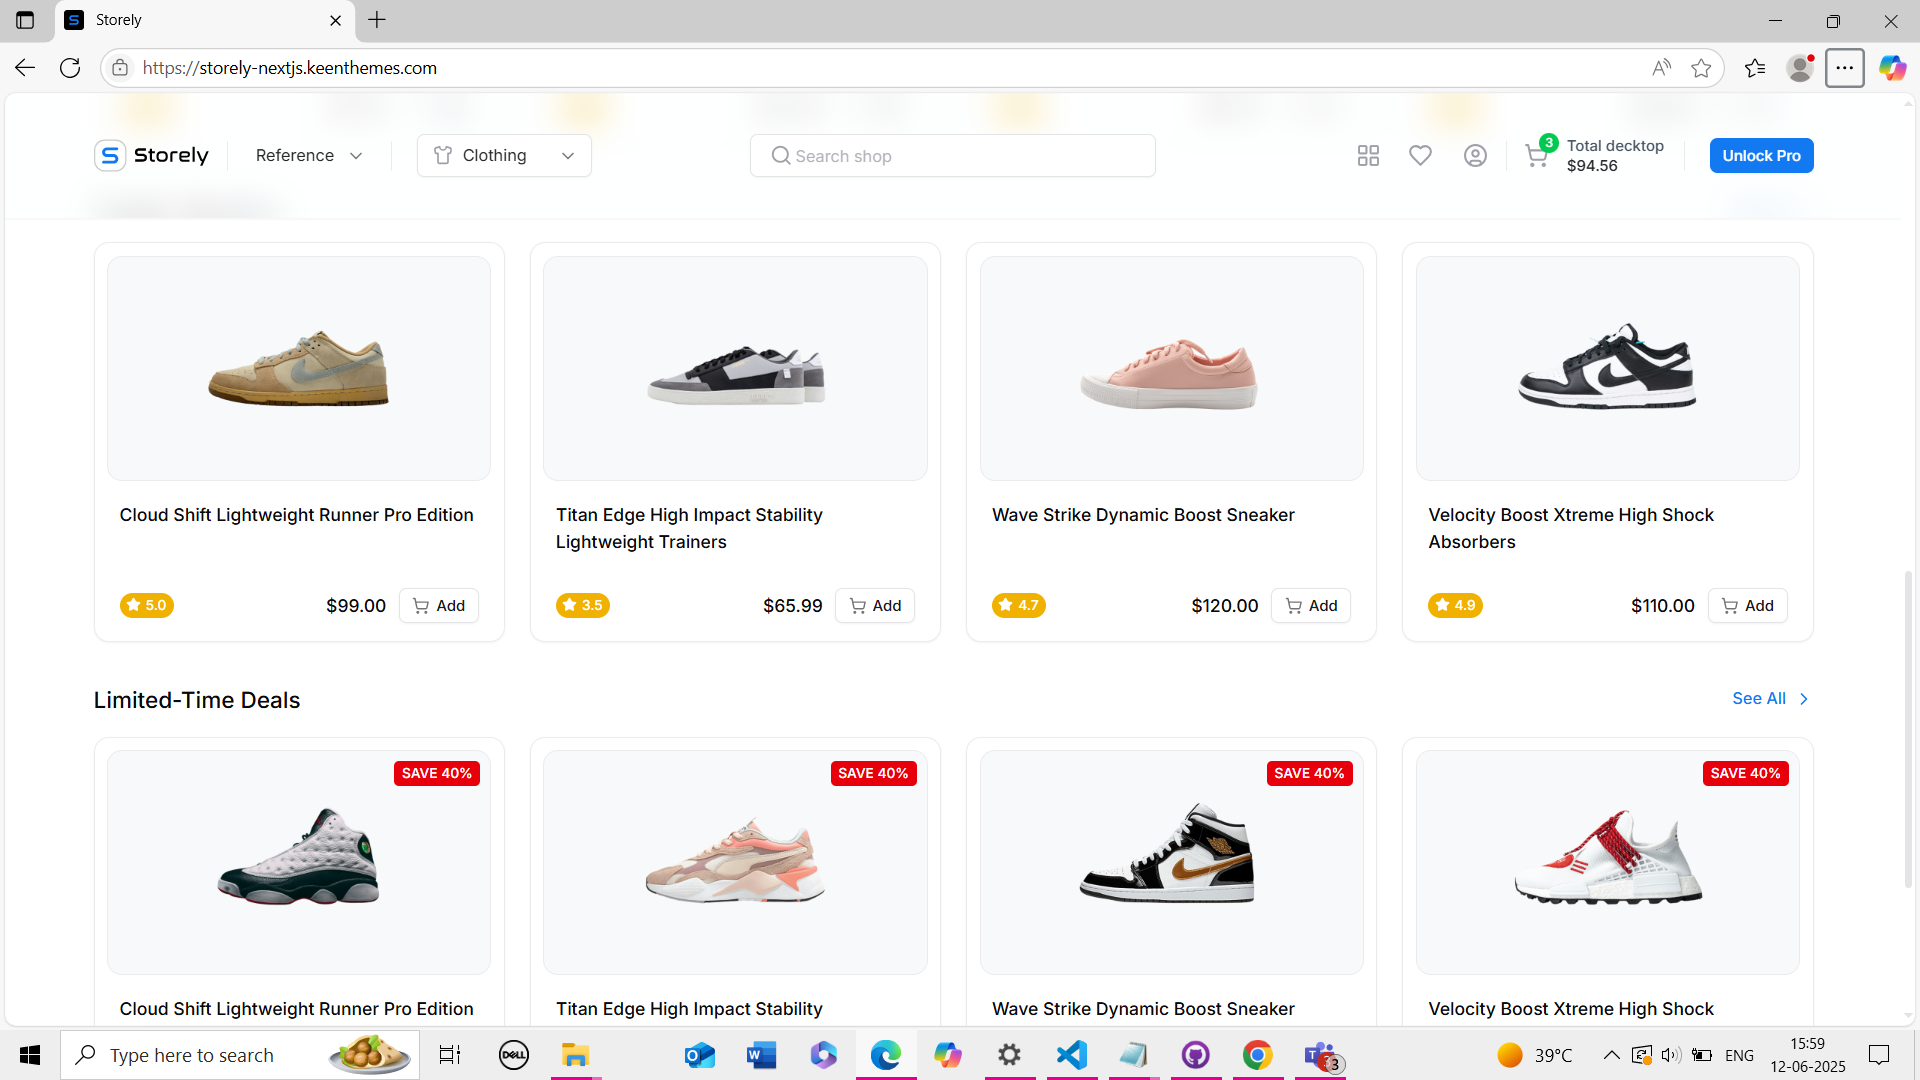 Storely
https://storely-nextjs.keenthemes.com
Storely
Reference
Clothing
Search shop
3
Total decktop
$94.56
Unlock Pro
Cloud Shift Lightweight Runner Pro Edition
5.0
$99.00
Add
Titan Edge High Impact Stability
Lightweight Trainers
3.5
$65.99
Add
Wave Strike Dynamic Boost Sneaker
4.7
$120.00
Add
Velocity Boost Xtreme High Shock
Absorbers
4.9
$110.00
Add
Limited-Time Deals
See All
SAVE 40%
SAVE 40%
SAVE 40%
SAVE 40%
Cloud Shift Lightweight Runner Pro Edition
Titan Edge High Impact Stability
Wave Strike Dynamic Boost Sneaker
Velocity Boost Xtreme High Shock
Type here to search
DELL
39°C
ENG
15:59
12-06-2025
3